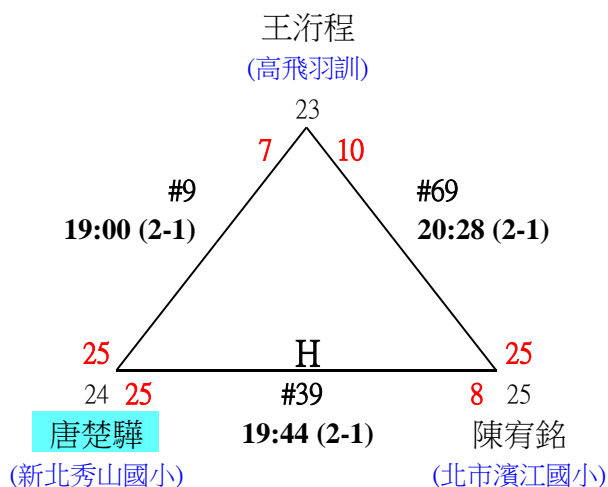 王洐程
(高飛羽訓)
23
7 10
#9 #69
19:00 (2-1) 20:28 (2-1)
25 H 25
24 25 #39 8 25
唐楚驊 19:44 (2-1) 陳宥銘
(新北秀山國小) (北市濱江國小)